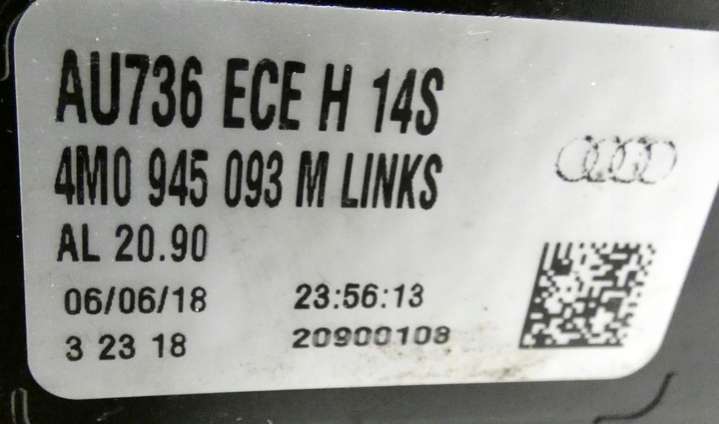 AU736 ECE H 14S
4M0 945 093 M LINKS
AL 20.90
06/06/18 23:56:13
3 23 18 20900108